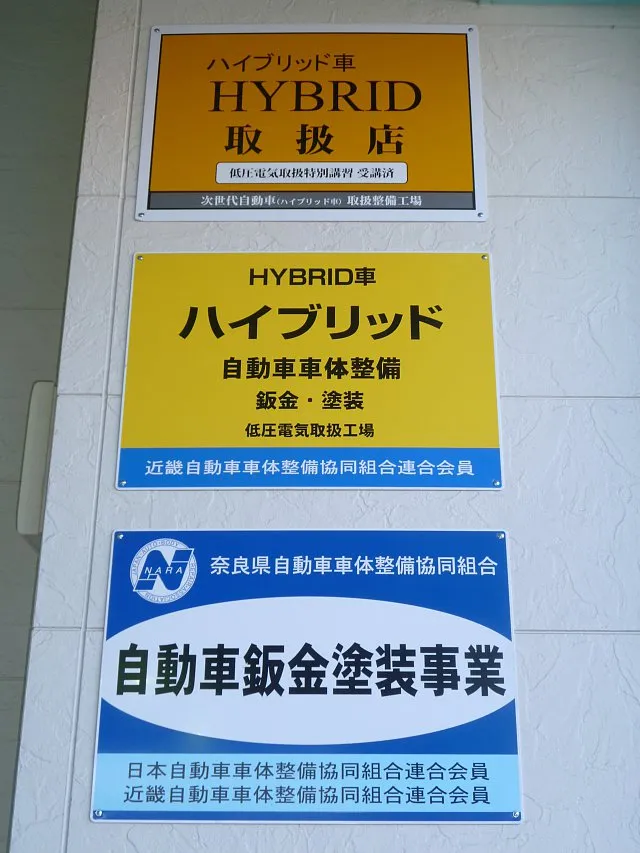 ハイブリッド車
HYBRID
取扱店
低圧電気取扱特別講習 受講済
次世代自動車(ハイブリッド車) 取扱整備工場
HYBRID車
ハイブリッド
自動車車体整備
鈑金・塗装
低圧電気取扱工場
近畿自動車車体整備協同組合連合会員
NARA
奈良県自動車車体整備協同組合
自動車鈑金塗装事業
日本自動車車体整備協同組合連合会員
近畿自動車車体整備協同組合連合会員